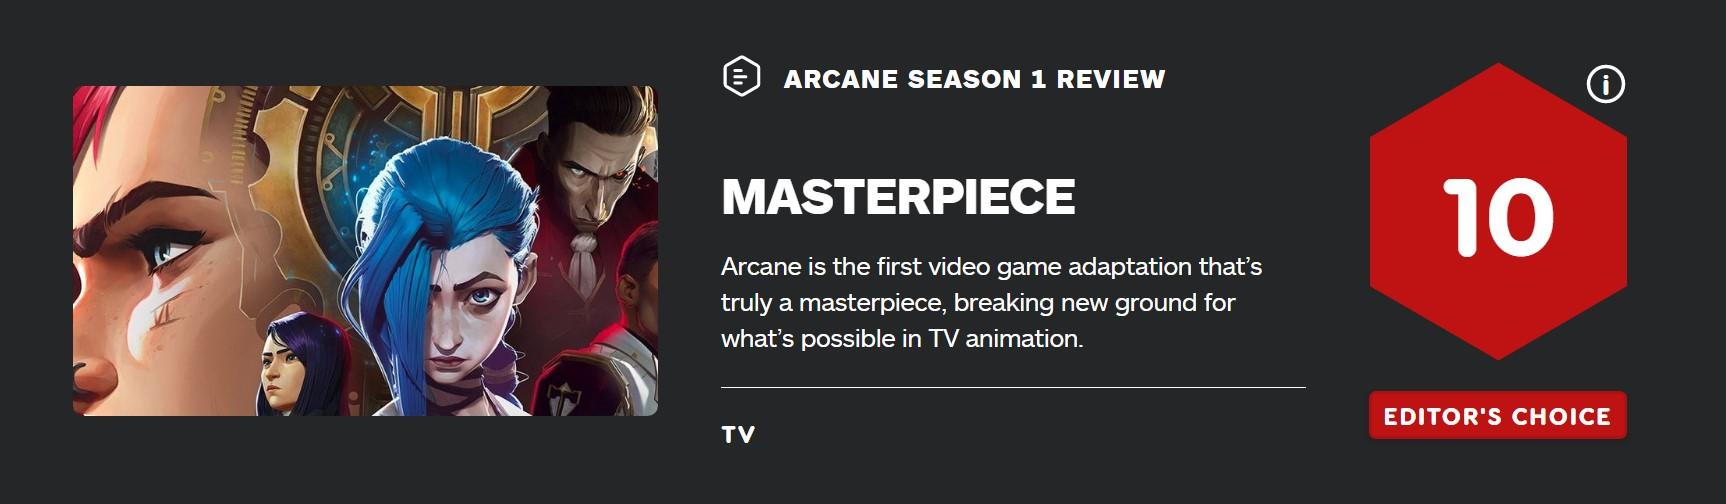 ARCANE SEASON 1 REVIEW
MASTERPIECE
Arcane is the first video game adaptation that’s
truly a masterpiece, breaking new ground for
what’s possible in TV animation.
TV
10
EDITOR'S CHOICE